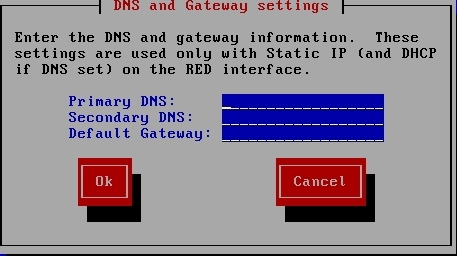 DNS and Gateway settings
Enter the DNS and gateway information.  These
settings are used only with Static IP (and DHCP
if DNS set) on the RED interface.
Primary DNS:
Secondary DNS:
Default Gateway:
Ok Cancel